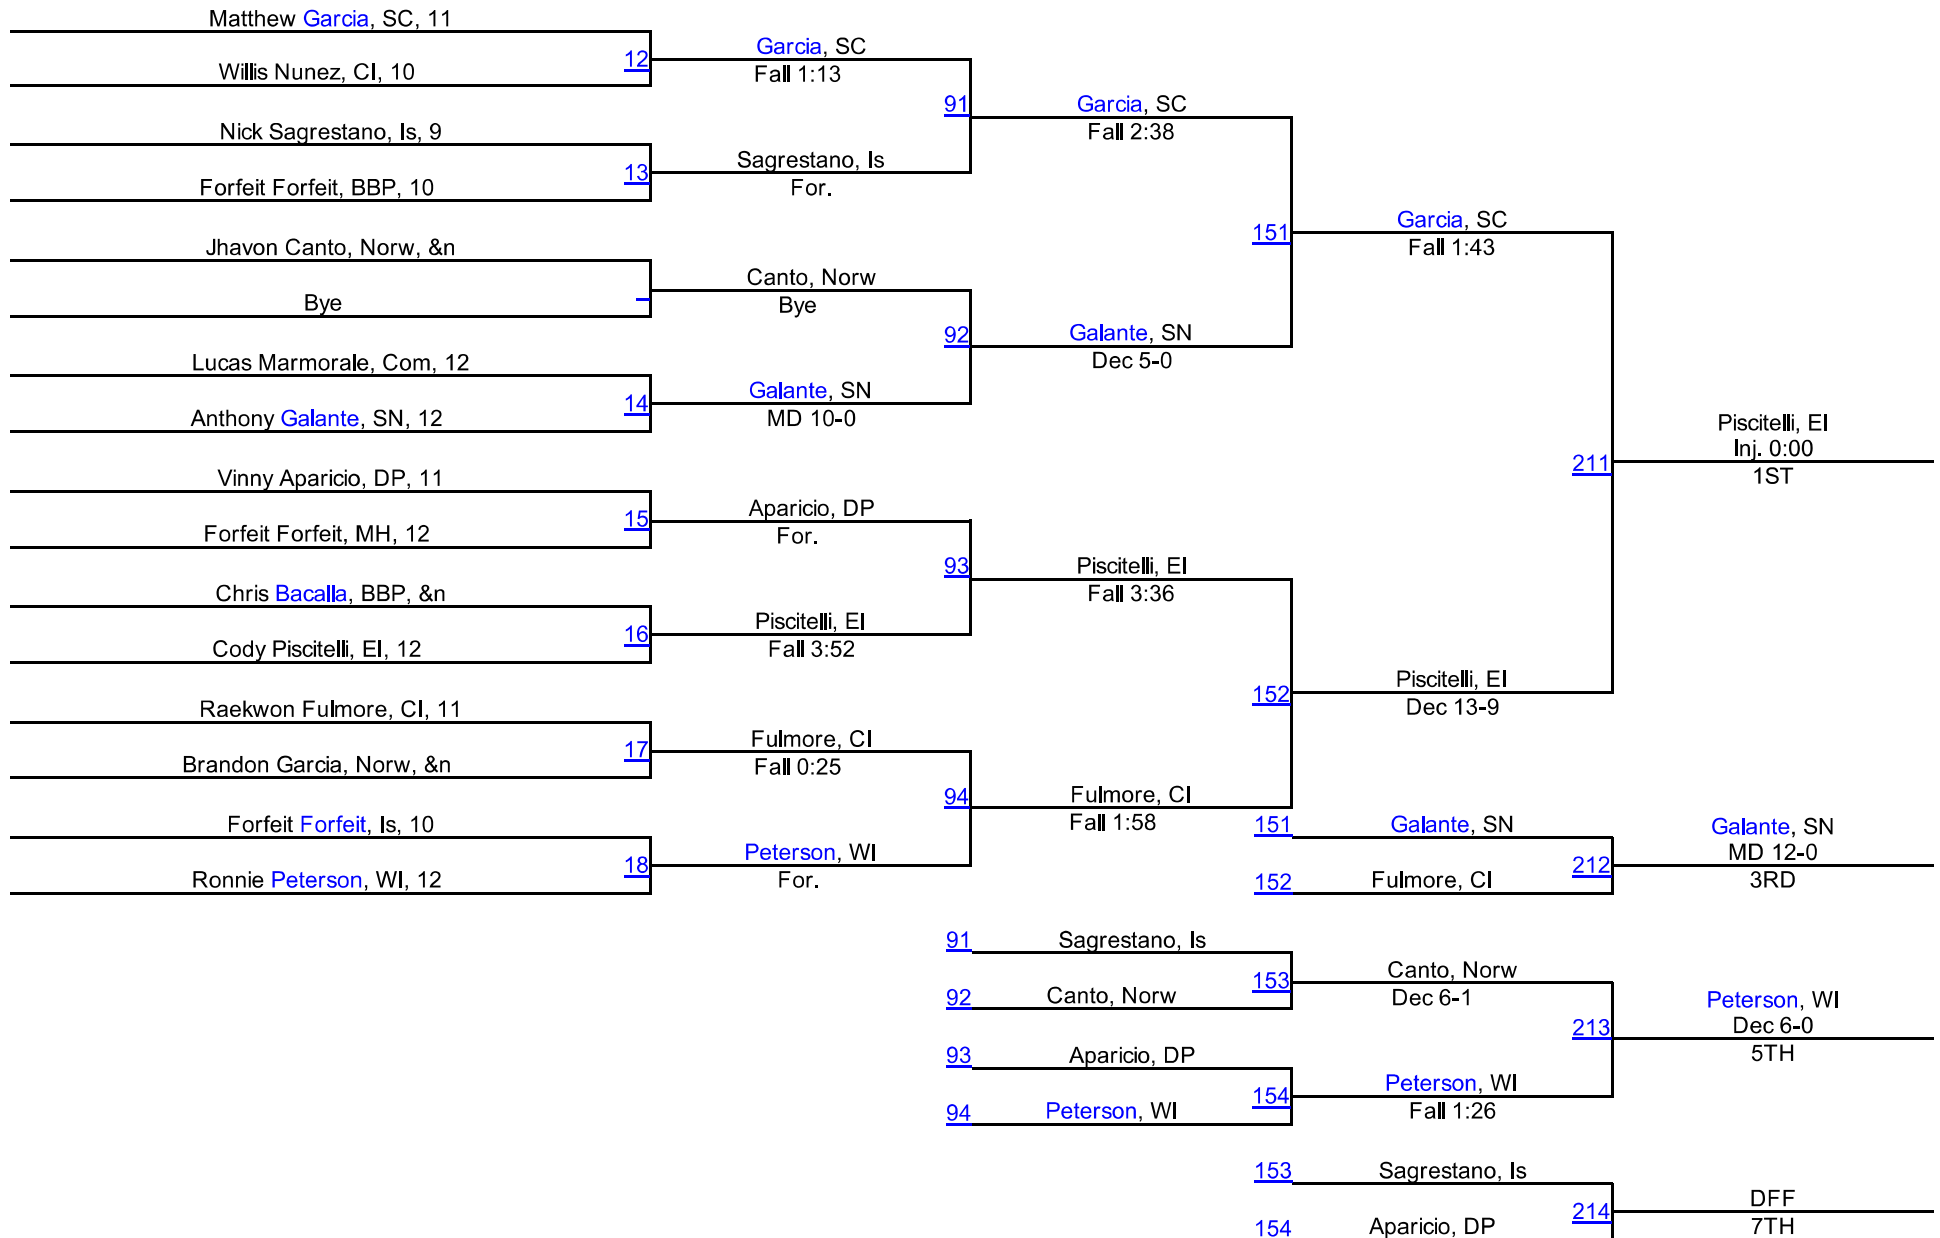 Matthew Garcia, SC, 11
12
Willis Nunez, CI, 10
Garcia, SC
Fall 1:13
Nick Sagrestano, Is, 9
13
Forfeit Forfeit, BBP, 10
Sagrestano, Is
For.
91
Garcia, SC
Fall 2:38
Jhavon Canto, Norw, &n
Bye
Canto, Norw
Bye
Lucas Marmorale, Com, 12
14
Anthony Galante, SN, 12
Galante, SN
MD 10-0
92
Galante, SN
Dec 5-0
151
Garcia, SC
Fall 1:43
Vinny Aparicio, DP, 11
15
Forfeit Forfeit, MH, 12
Aparicio, DP
For.
Chris Bacalla, BBP, &n
16
Cody Piscitelli, EI, 12
Piscitelli, EI
Fall 3:52
93
Piscitelli, EI
Fall 3:36
Raekwon Fulmore, CI, 11
17
Brandon Garcia, Norw, &n
Fulmore, CI
Fall 0:25
Forfeit Forfeit, Is, 10
18
Ronnie Peterson, WI, 12
Peterson, WI
For.
94
Fulmore, CI
Fall 1:58
152
Piscitelli, EI
Dec 13-9
211
Piscitelli, EI
Inj. 0:00
1ST
151
Galante, SN
152
Fulmore, CI
212
Galante, SN
MD 12-0
3RD
91
Sagrestano, Is
92
Canto, Norw
153
Canto, Norw
Dec 6-1
93
Aparicio, DP
94
Peterson, WI
154
Peterson, WI
Fall 1:26
213
Peterson, WI
Dec 6-0
5TH
153
Sagrestano, Is
154
Aparicio, DP
214
DFF
7TH